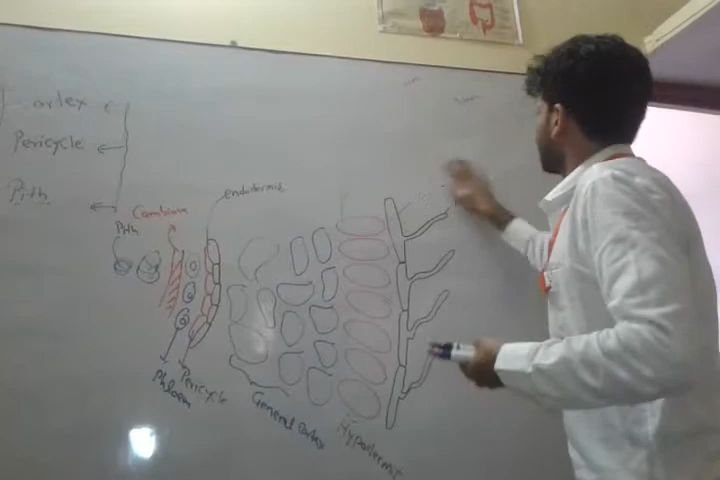 ortex
Pericycle
Pith
Cambium
endodermis
Pith
Phloem
Pericycle
General Cortex
Hypodermis